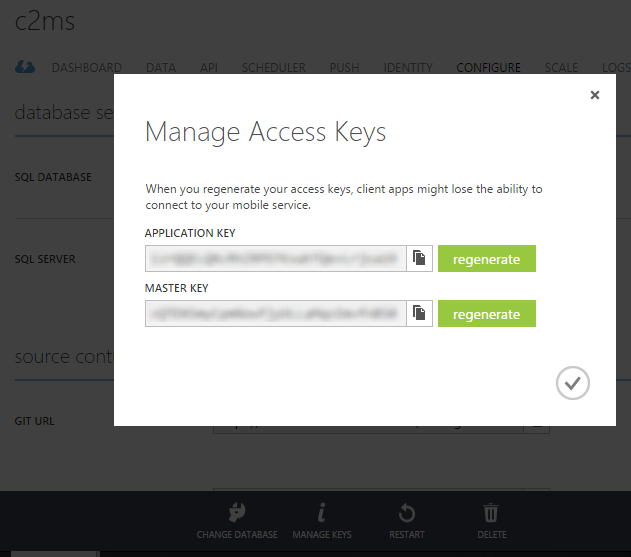 c2ms
DASHBOARD DATA API SCHEDULER PUSH IDENTITY CONFIGURE SCALE LOGS
database se
Manage Access Keys
SQL DATABASE
When you regenerate your access keys, client apps might lose the ability to
connect to your mobile service.
APPLICATION KEY
SQL SERVER
regenerate
MASTER KEY
regenerate
source cont
GIT URL
CHANGE DATABASE MANAGE KEYS RESTART DELETE